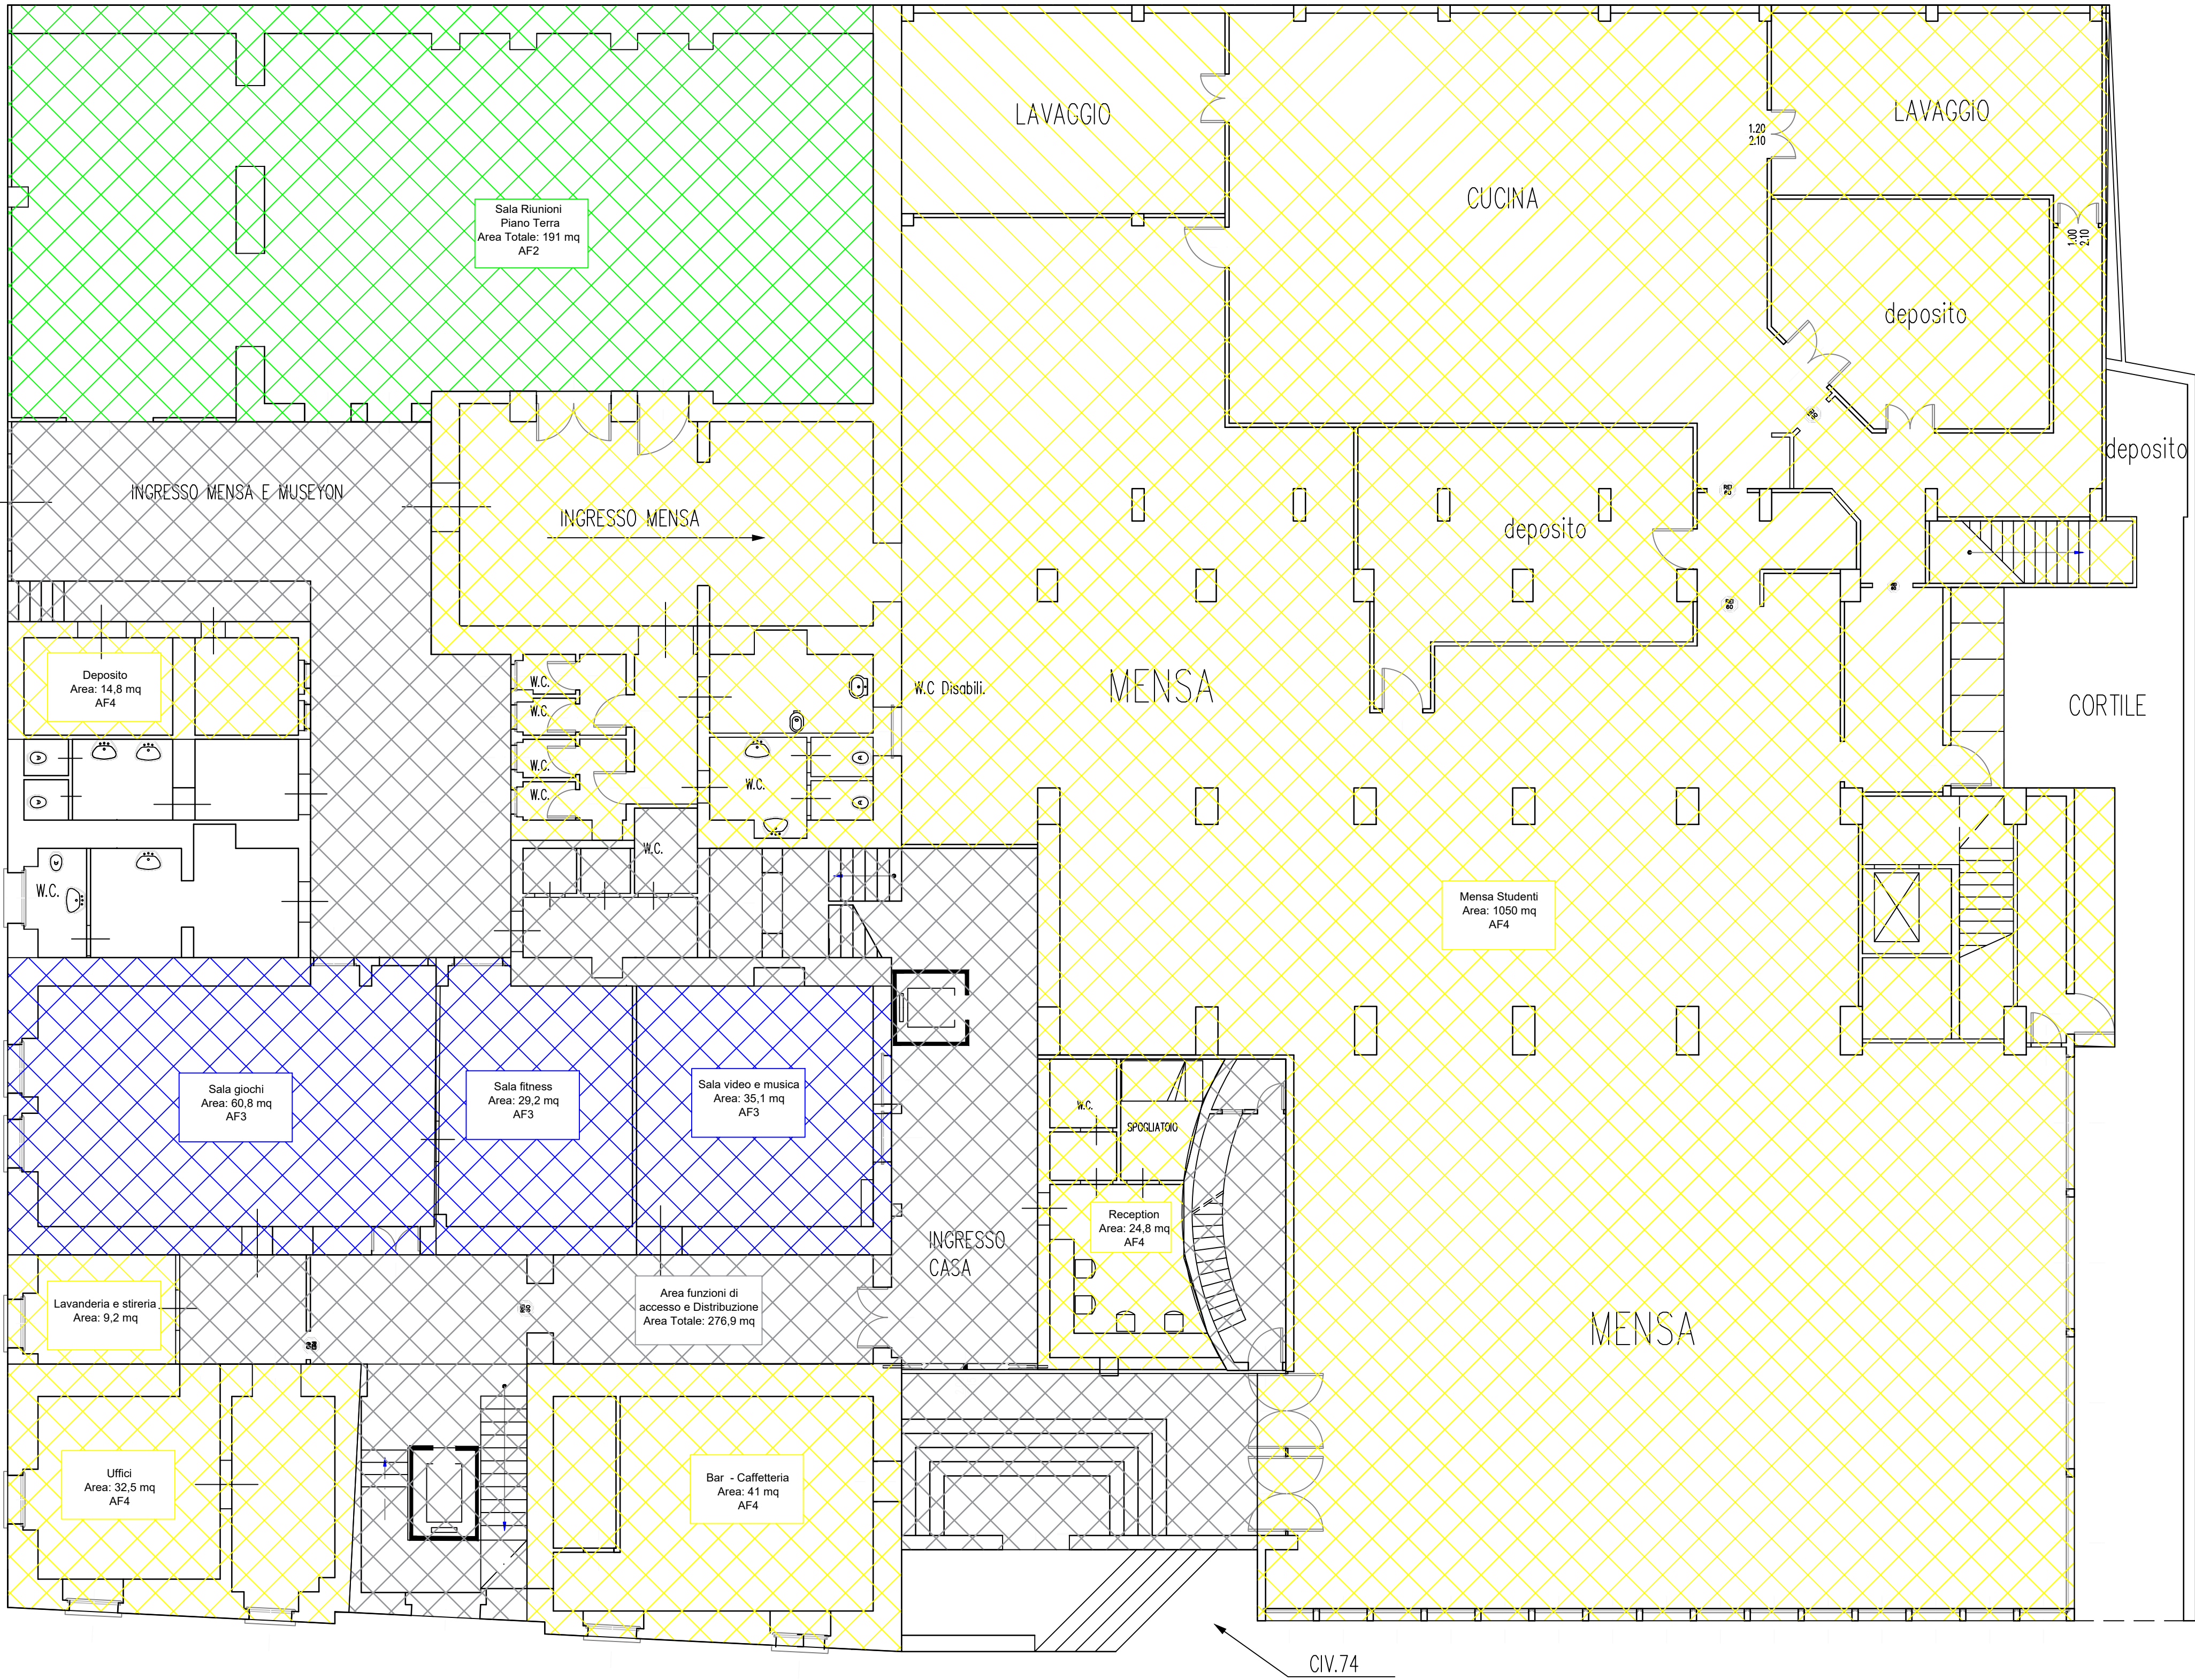 LAVAGGIO
LAVAGGIO
1.20
2.10
CUCINA
Sala Riunioni
Piano Terra
Area Totale: 191 mq
AF2
1.00
2.10
deposito
deposito
INGRESSO MENSA E MUSEYON
INGRESSO MENSA
deposito
Deposito
Area: 14,8 mq
AF4
W.C.
W.C.
W.C.
W.C.
W.C Disabili.
MENSA
CORTILE
W.C.
W.C.
W.C.
Mensa Studenti
Area: 1050 mq
AF4
Sala giochi
Area: 60,8 mq
AF3
Sala fitness
Area: 29,2 mq
AF3
Sala video e musica
Area: 35,1 mq
AF3
W.C.
SPOGLIATOIO
Reception
Area: 24,8 mq
AF4
INGRESSO
CASA
Lavanderia e stireria
Area: 9,2 mq
Area funzioni di
accesso e Distribuzione
Area Totale: 276,9 mq
MENSA
Uffici
Area: 32,5 mq
AF4
Bar - Caffetteria
Area: 41 mq
AF4
CIV.74